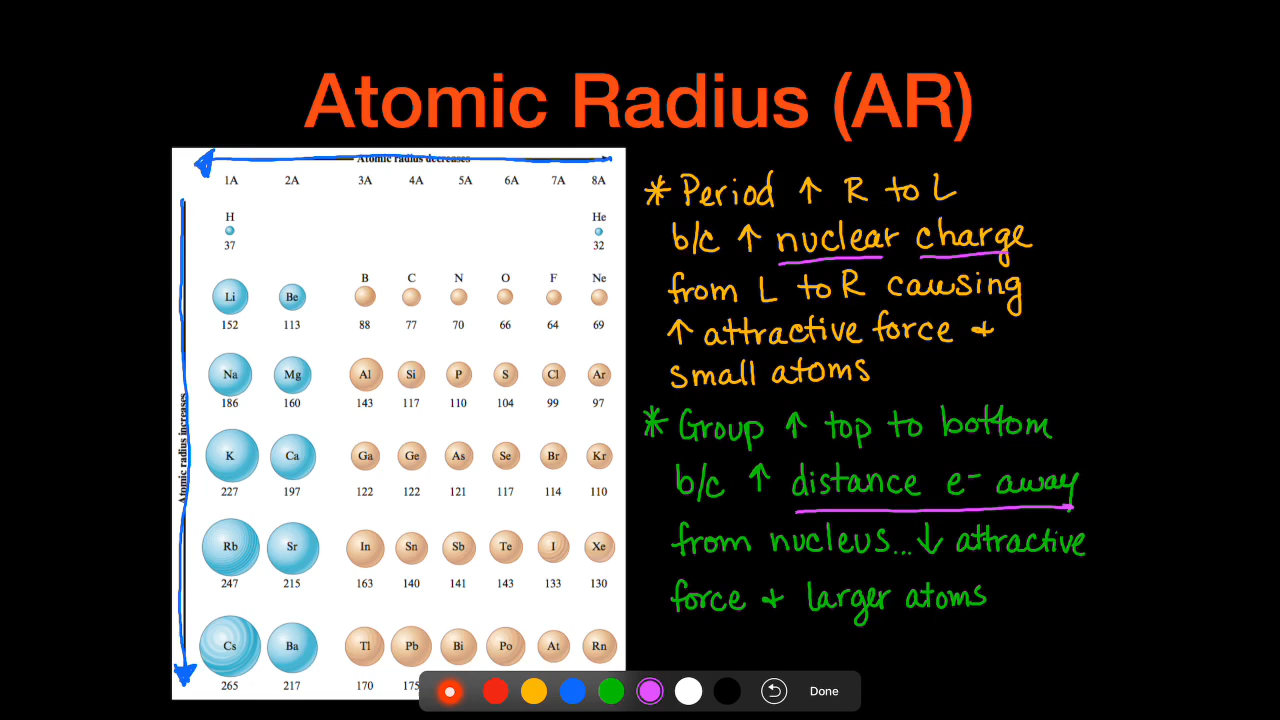 Atomic Radius (AR)
Atomic radius decreases
1A 2A 3A 4A 5A 6A 7A 8A
H He
37 32
B C N O F Ne
Li Be
152 113 88 77 70 66 64 69
Na Mg Al Si P S Cl Ar
186 160 143 117 110 104 99 97
K Ca Ga Ge As Se Br Kr
227 197 122 122 121 117 114 110
Rb Sr In Sn Sb Te I Xe
247 215 163 140 141 143 133 130
Cs Ba Tl Pb Bi Po At Rn
265 217 170 175
Atomic radius increases
* Period ↑ R to L
b/c ↑ nuclear charge
from L to R causing
↑ attractive force +
small atoms
* Group ↑ top to bottom
b/c ↑ distance e- away
from nucleus...↓ attractive
force + larger atoms
Done